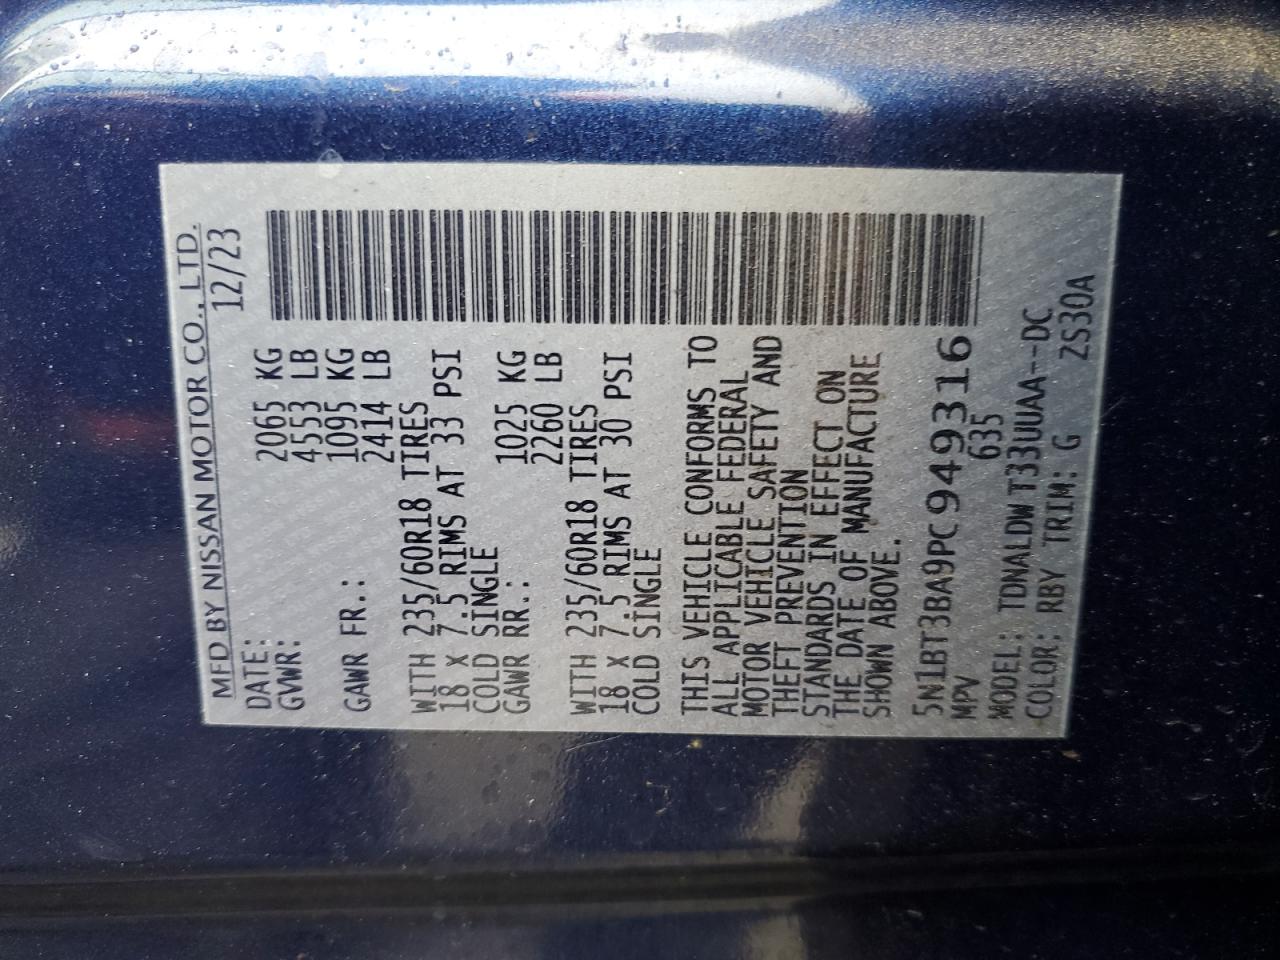 MFD BY NISSAN MOTOR CO., LTD.
DATE: 12/23
GVWR: 2065 KG
4553 LB
GAWR FR.: 1095 KG
2414 LB
WITH 235/60R18 TIRES
18 X 7.5 RIMS AT 33 PSI
COLD SINGLE
GAWR RR.: 1025 KG
2260 LB
WITH 235/60R18 TIRES
18 X 7.5 RIMS AT 30 PSI
COLD SINGLE
THIS VEHICLE CONFORMS TO
ALL APPLICABLE FEDERAL
MOTOR VEHICLE SAFETY AND
THEFT PREVENTION
STANDARDS IN EFFECT ON
THE DATE OF MANUFACTURE
SHOWN ABOVE.
5N1BT3BA9PC949316
MPV 635
MODEL: TDNALDW T33UUAA--DC
COLOR: RBY TRIM: G ZS30A